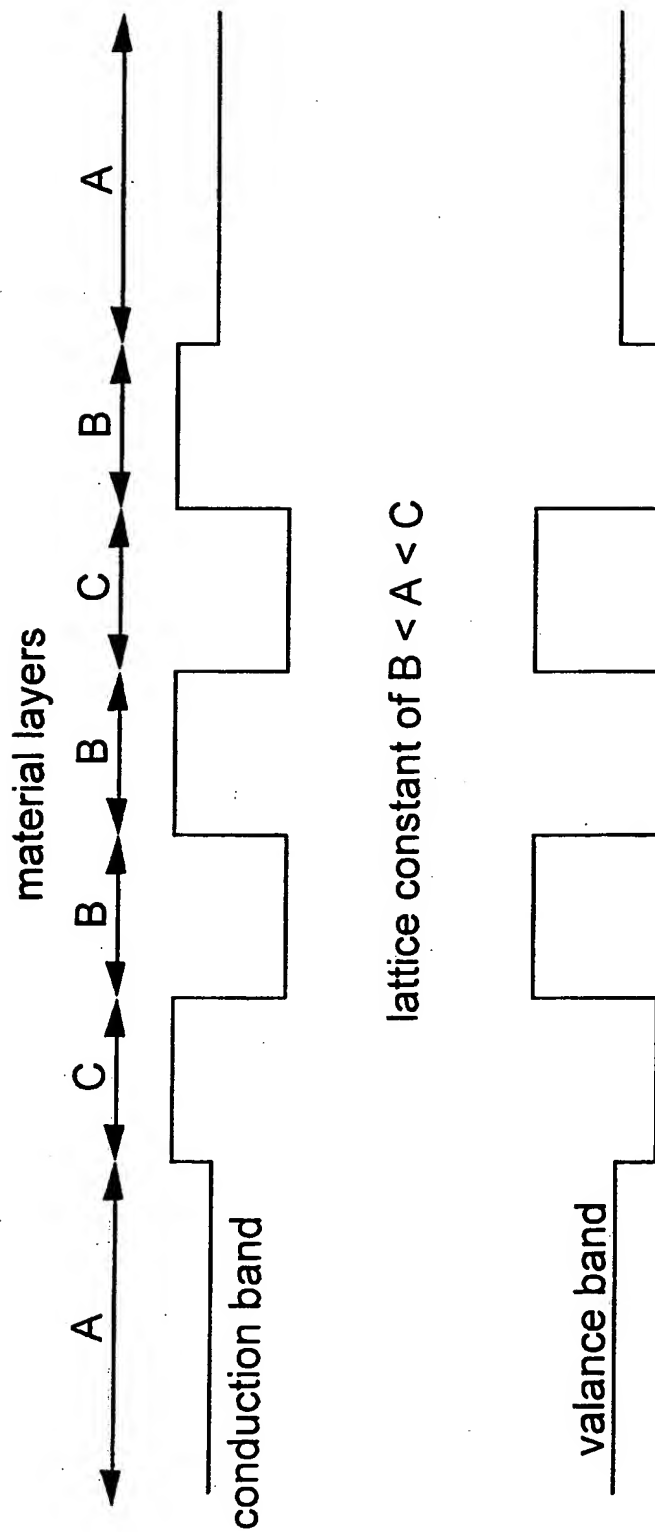 material layers
A C B B C B A
conduction band
lattice constant of B < A < C
valance band